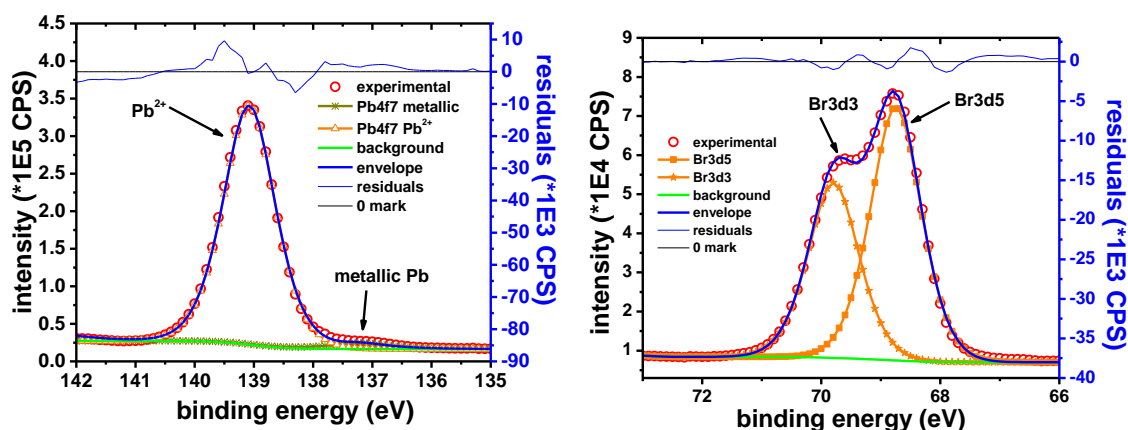 4.5
4.0
3.5
3.0
2.5
2.0
1.5
1.0
0.5
0.0
intensity (*1E5 CPS)
142 141 140 139 138 137 136 135
binding energy (eV)
10
0
-10
-20
-30
-40
-50
-60
-70
-80
-90
residuals (*1E3 CPS)
Pb2+
metallic Pb
experimental
Pb4f7 metallic
Pb4f7 Pb2+
background
envelope
residuals
0 mark
9
8
7
6
5
4
3
2
1
intensity (*1E4 CPS)
72 70 68 66
binding energy (eV)
5
0
-5
-10
-15
-20
-25
-30
-35
-40
residuals (*1E3 CPS)
Br3d3
Br3d5
experimental
Br3d5
Br3d3
background
envelope
residuals
0 mark